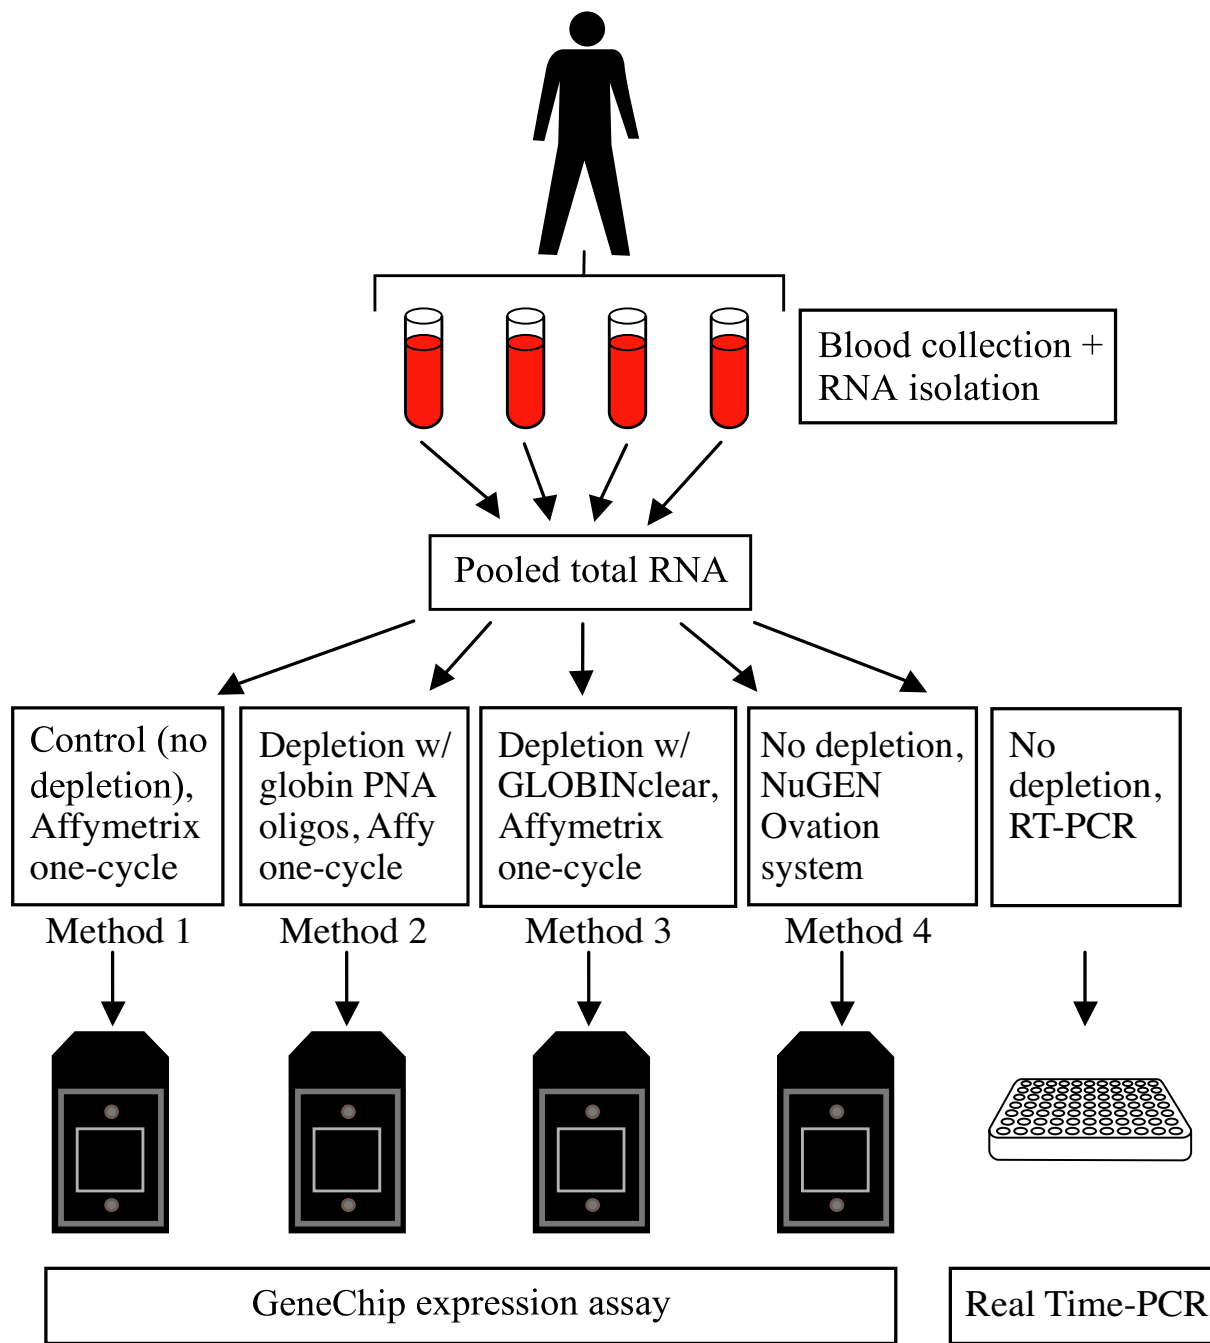 Blood collection +
RNA isolation
Pooled total RNA
Control (no
depletion),
Affymetrix
one-cycle
Method 1
Depletion w/
globin PNA
oligos, Affy
one-cycle
Method 2
Depletion w/
GLOBINclear,
Affymetrix
one-cycle
Method 3
No depletion,
NuGEN
Ovation
system
Method 4
No
depletion,
RT-PCR
GeneChip expression assay
Real Time-PCR